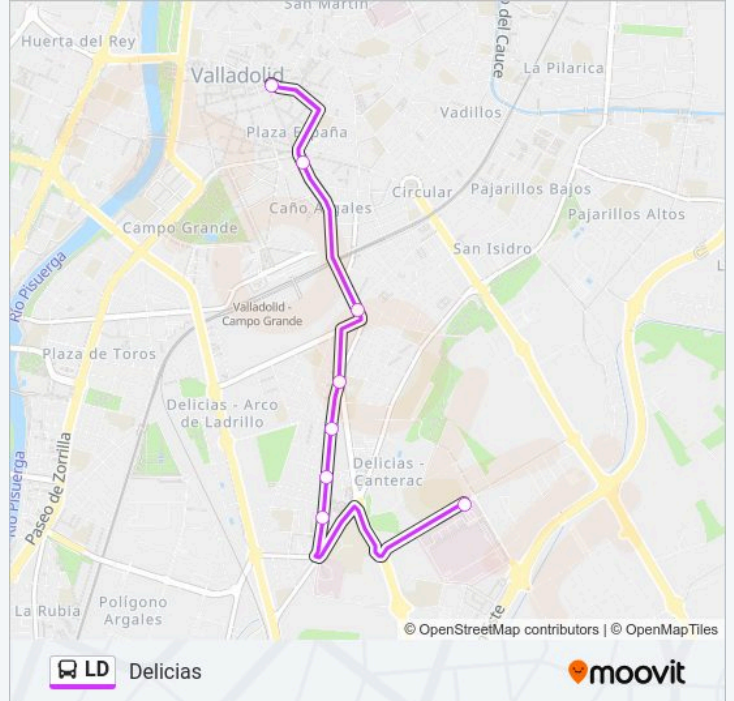 San Martín
Huerta del Rey
o del Cauce
La Pilarica
Valladolid
Vadillos
Plaza España
Circular
Pajarillos Bajos
Caño Argales
Pajarillos Altos
Campo Grande
San Isidro
Río Pisuerga
L
Valladolid -
Campo Grande
Plaza de Toros
Delicias - Arco
de Ladrillo
Paseo de Zorrilla
Río Pisuerga
Delicias -
Canterac
La Rubia
Polígono
Argales
© OpenStreetMap contributors | © OpenMapTiles
LD
Delicias
moovit